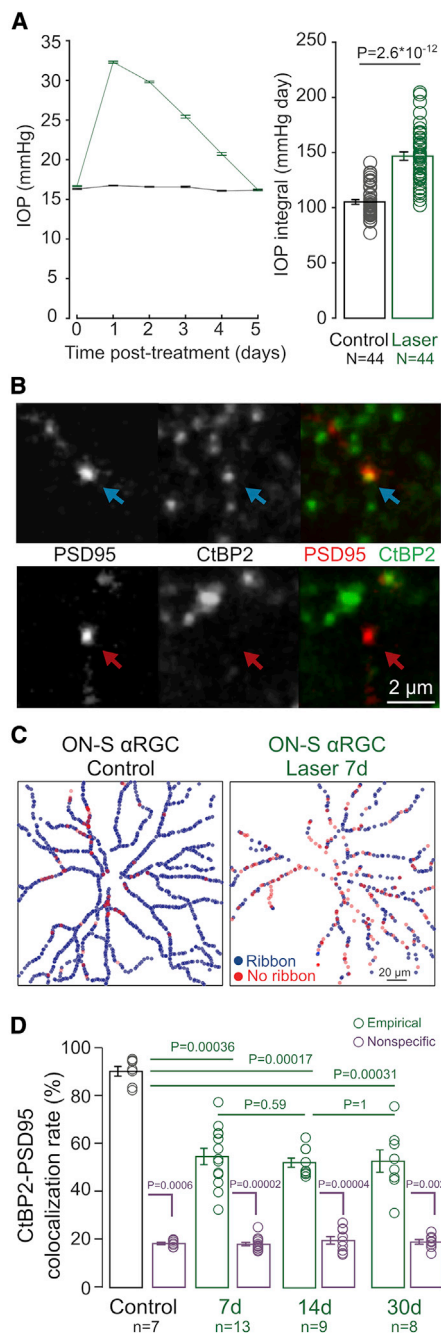 A
IOP (mmHg)
35
30
25
20
15
10
5
0
0 1 2 3 4 5
Time post-treatment (days)
P=2.6*10-12
IOP integral (mmHg day)
250
200
150
100
50
0
Control Laser
N=44 N=44
B
PSD95 CtBP2 PSD95 CtBP2
2 μm
C
ON-S αRGC
Control
ON-S αRGC
Laser 7d
Ribbon
No ribbon
20 μm
D
Empirical
Nonspecific
CtBP2-PSD95
colocalization rate (%)
100
80
60
40
20
0
P=0.00036
P=0.00017
P=0.00031
P=0.59 P=1
P=0.0006 P=0.00002 P=0.00004
Control 7d 14d 30d
n=7 n=13 n=9 n=8